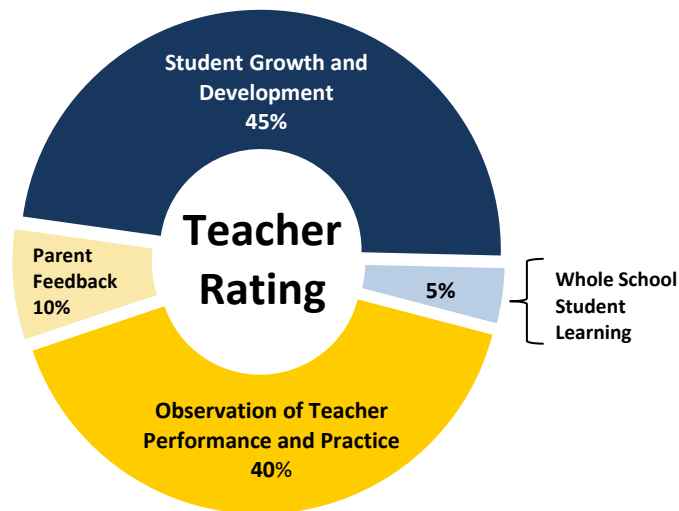 Student Growth and
Development
45%
Teacher
Rating
Parent
Feedback
10%
5%
Whole School
Student
Learning
Observation of Teacher
Performance and Practice
40%